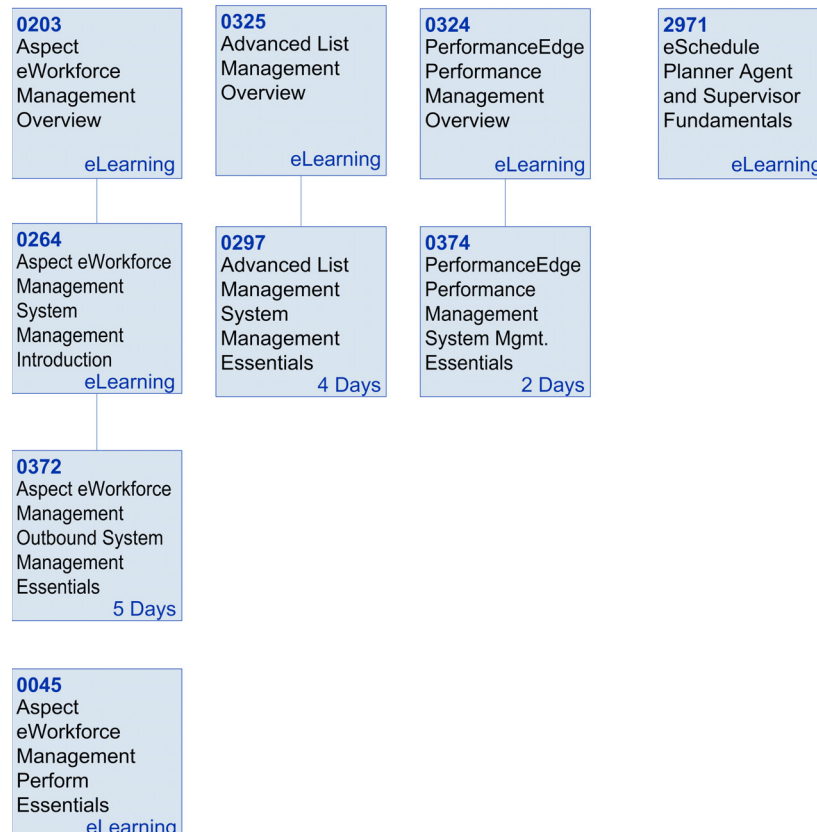 0203
Aspect
eWorkforce
Management
Overview
eLearning
0325
Advanced List
Management
Overview
eLearning
0324
PerformanceEdge
Performance
Management
Overview
eLearning
2971
eSchedule
Planner Agent
and Supervisor
Fundamentals
eLearning
0264
Aspect eWorkforce
Management
System
Management
Introduction
eLearning
0297
Advanced List
Management
System
Management
Essentials
4 Days
0374
PerformanceEdge
Performance
Management
System Mgmt.
Essentials
2 Days
0372
Aspect eWorkforce
Management
Outbound System
Management
Essentials
5 Days
0045
Aspect
eWorkforce
Management
Perform
Essentials
eLearning